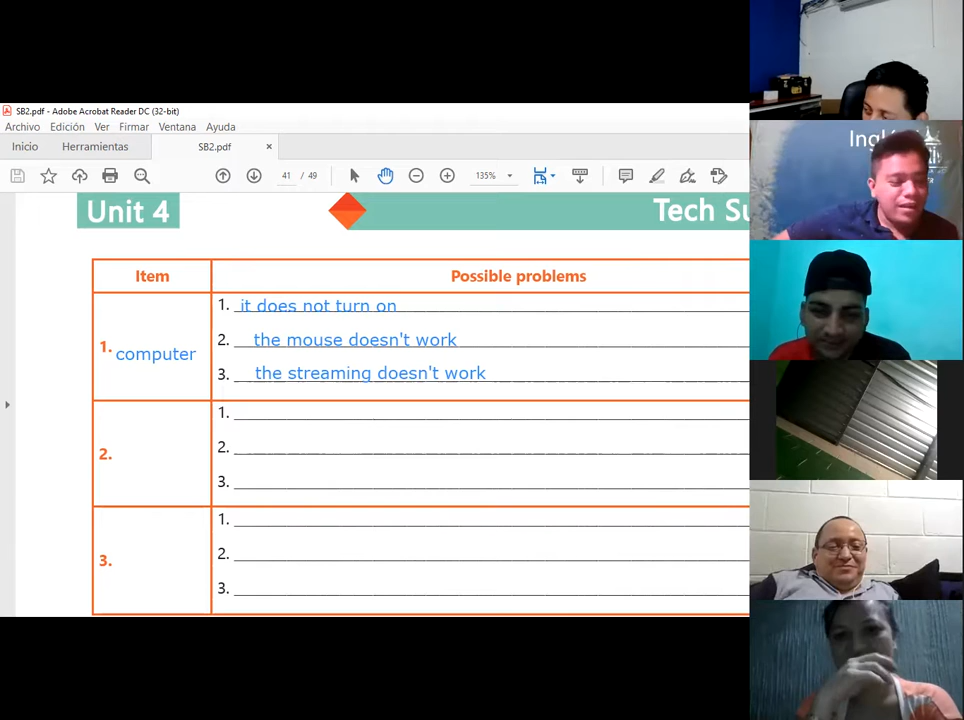 SB2.pdf - Adobe Acrobat Reader DC (32-bit)
Archivo Edición Ver Firmar Ventana Ayuda
Inicio Herramientas SB2.pdf ×
41 / 49 135%
Unit 4 Tech Su
Item Possible problems
1. computer
1. it does not turn on
2. the mouse doesn't work
3. the streaming doesn't work
2.
1.
2.
3.
3.
1.
2.
3.